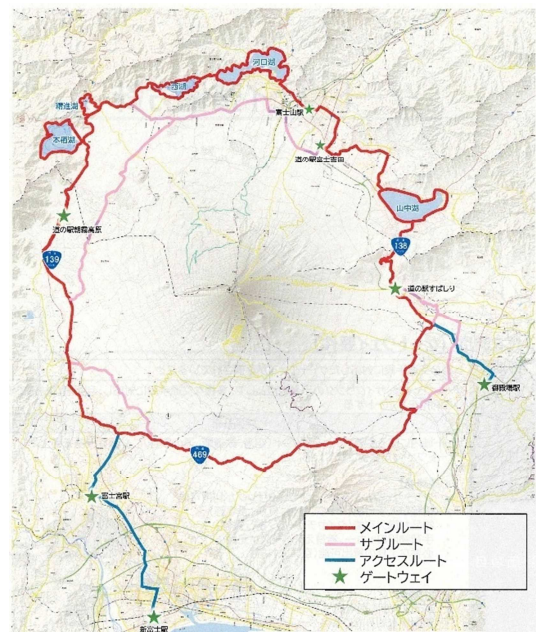 河口湖
西湖
精進湖
本栖湖
富士山駅
道の駅富士吉田
山中湖
道の駅朝霧高原
138
139
道の駅すばしり
御殿場駅
469
富士宮駅
新富士駅
メインルート
サブルート
アクセスルート
ゲートウェイ